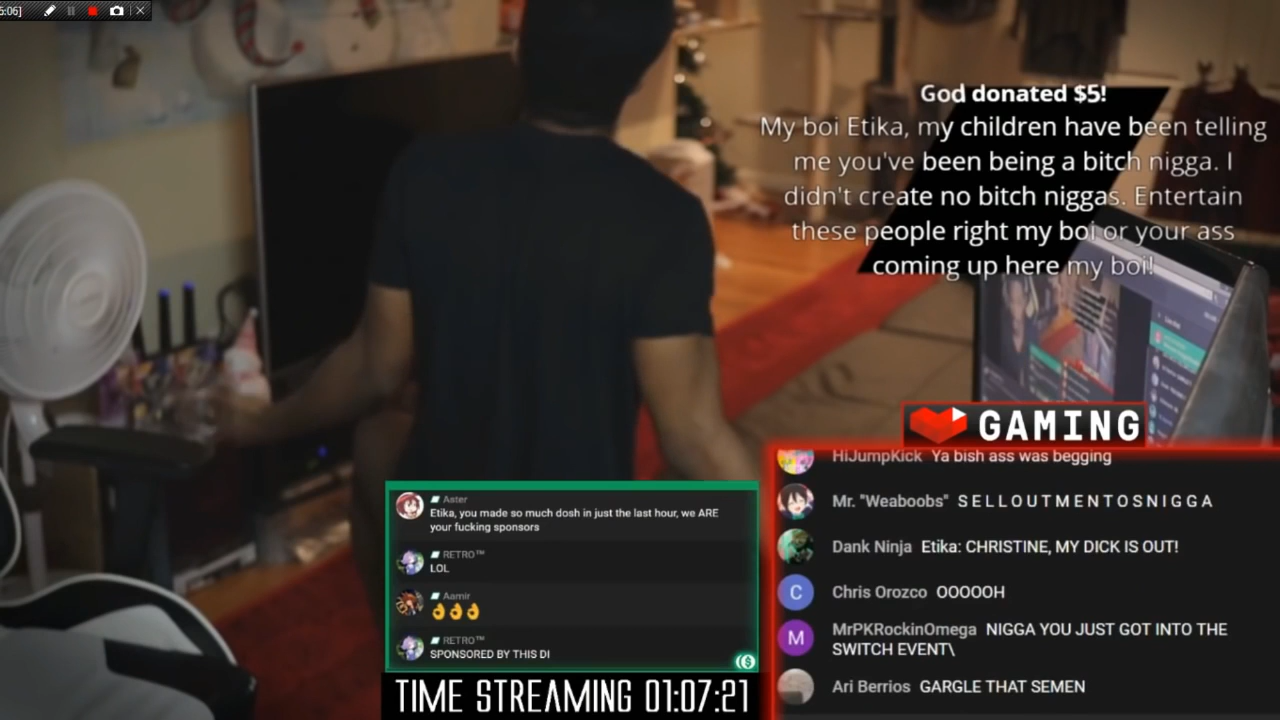 5:06]
God donated $5!
My boi Etika, my children have been telling
me you've been being a bitch nigga. I
didn't create no bitch niggas. Entertain
these people right my boi or your ass
coming up here my boi!
GAMING
HiJumpKick Ya bish ass was begging
Mr. "Weaboobs" S E L L O U T M E N T O S N I G G A
Dank Ninja Etika: CHRISTINE, MY DICK IS OUT!
C Chris Orozco OOOOOH
M MrPKRockinOmega NIGGA YOU JUST GOT INTO THE
SWITCH EVENT\
Ari Berrios GARGLE THAT SEMEN
Aster
Etika, you made so much dosh in just the last hour, we ARE
your fucking sponsors
RETRO™
LOL
Aamir
👌👌👌
RETRO™
SPONSORED BY THIS DI
TIME STREAMING 01:07:21